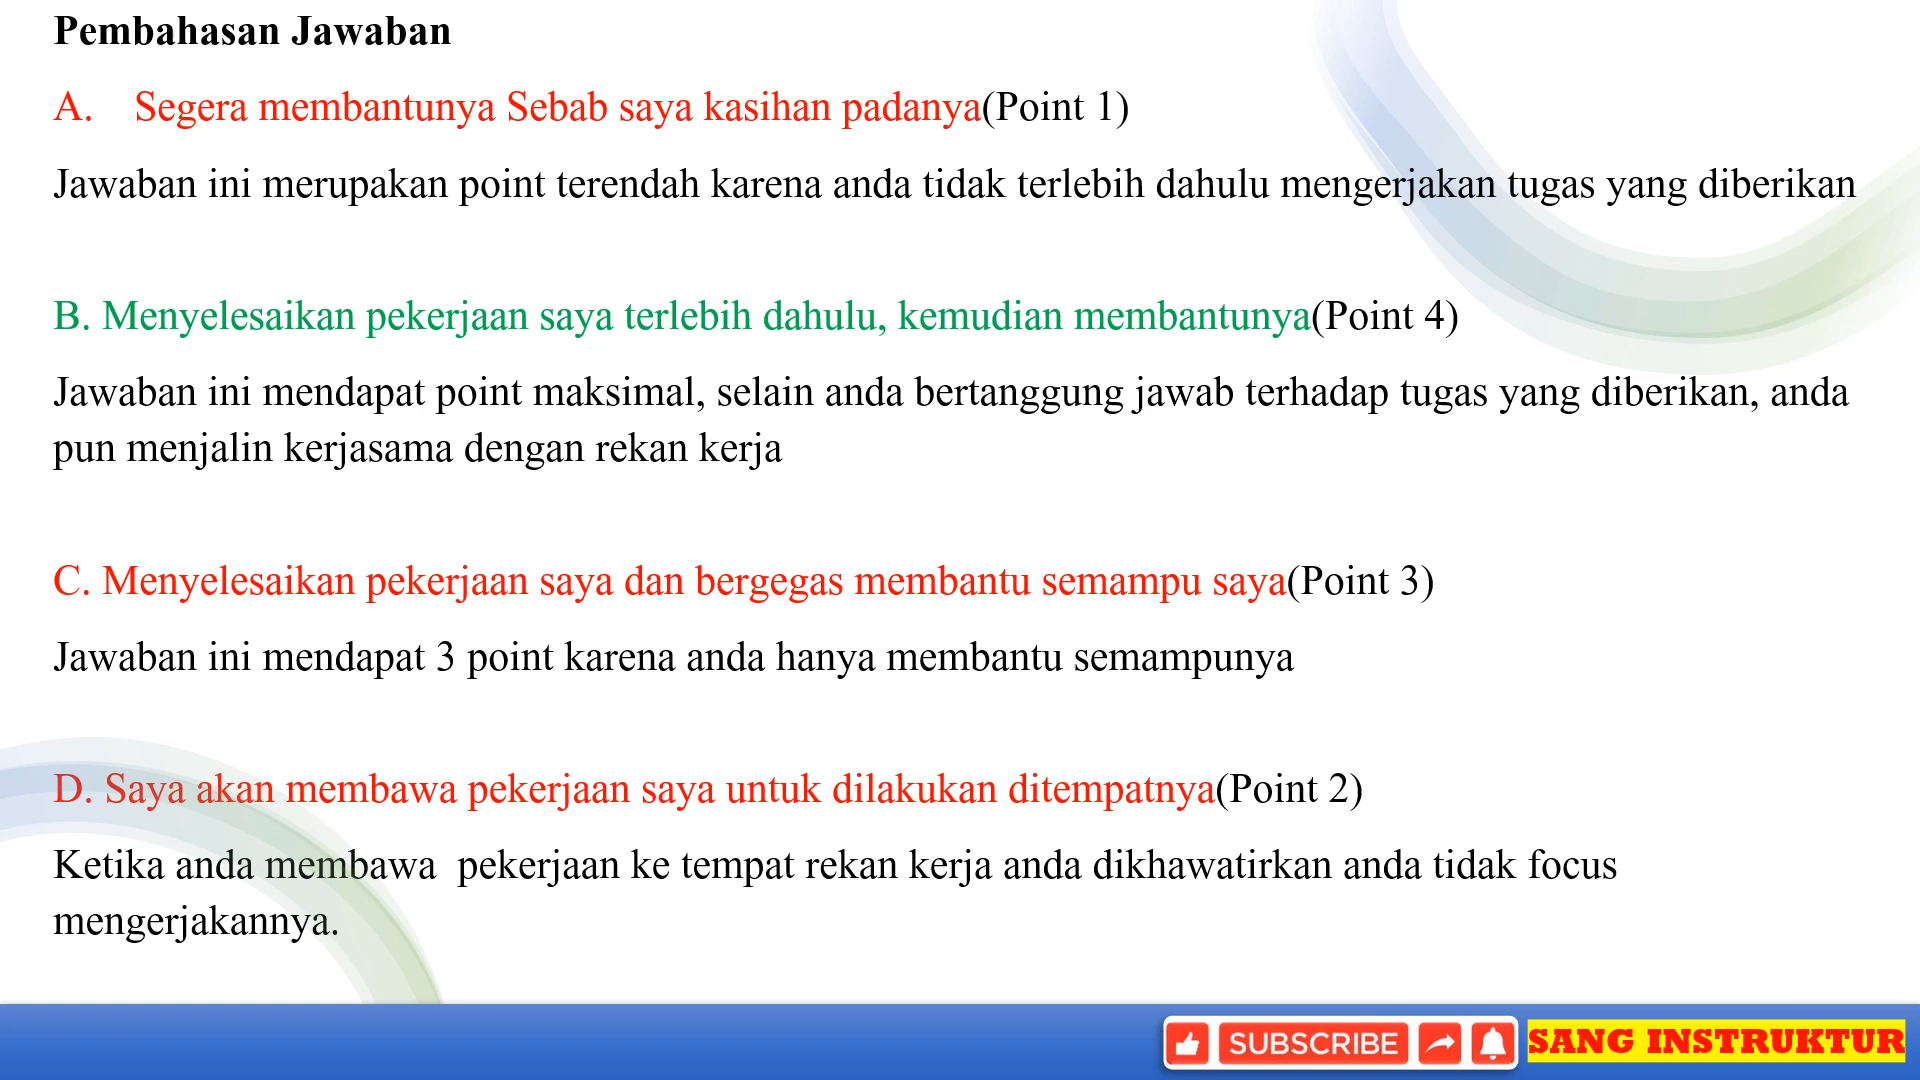 Pembahasan Jawaban
A. Segera membantunya Sebab saya kasihan padanya(Point 1)
Jawaban ini merupakan point terendah karena anda tidak terlebih dahulu mengerjakan tugas yang diberikan
B. Menyelesaikan pekerjaan saya terlebih dahulu, kemudian membantunya(Point 4)
Jawaban ini mendapat point maksimal, selain anda bertanggung jawab terhadap tugas yang diberikan, anda
pun menjalin kerjasama dengan rekan kerja
C. Menyelesaikan pekerjaan saya dan bergegas membantu semampu saya(Point 3)
Jawaban ini mendapat 3 point karena anda hanya membantu semampunya
D. Saya akan membawa pekerjaan saya untuk dilakukan ditempatnya(Point 2)
Ketika anda membawa  pekerjaan ke tempat rekan kerja anda dikhawatirkan anda tidak focus
mengerjakannya.
SUBSCRIBE
SANG INSTRUKTUR